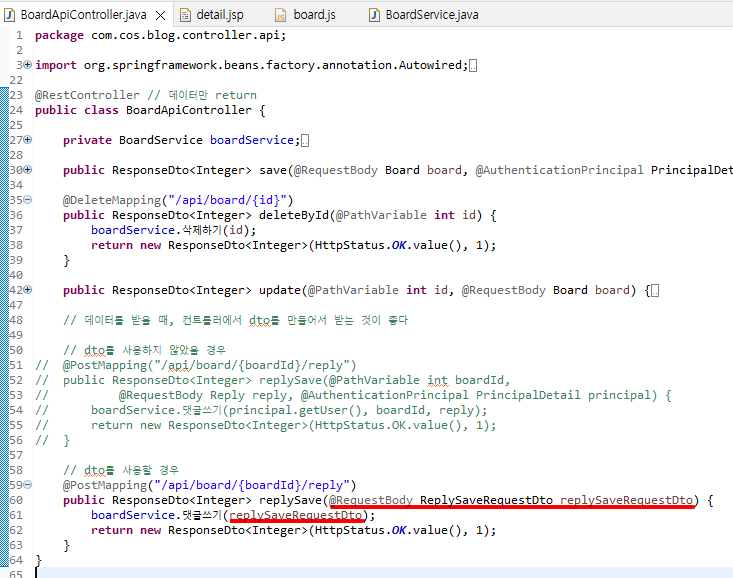 BoardApiController.java detail.jsp board.js BoardService.java
1 package com.cos.blog.controller.api;
2
3 import org.springframework.beans.factory.annotation.Autowired;
22
23 @RestController // 데이터만 return
24 public class BoardApiController {
25
27 private BoardService boardService;
28
30 public ResponseDto<Integer> save(@RequestBody Board board, @AuthenticationPrincipal PrincipalDeta
34
35 @DeleteMapping("/api/board/{id}")
36 public ResponseDto<Integer> deleteById(@PathVariable int id) {
37 boardService.삭제하기(id);
38 return new ResponseDto<Integer>(HttpStatus.OK.value(), 1);
39 }
40
42 public ResponseDto<Integer> update(@PathVariable int id, @RequestBody Board board) {
47
48 // 데이터를 받을 때, 컨트롤러에서 dto를 만들어서 받는 것이 좋다
49
50 // dto를 사용하지 않았을 경우
51 // @PostMapping("/api/board/{boardId}/reply")
52 // public ResponseDto<Integer> replySave(@PathVariable int boardId,
53 // @RequestBody Reply reply, @AuthenticationPrincipal PrincipalDetail principal) {
54 // boardService.댓글쓰기(principal.getUser(), boardId, reply);
55 // return new ResponseDto<Integer>(HttpStatus.OK.value(), 1);
56 // }
57
58 // dto를 사용할 경우
59 @PostMapping("/api/board/{boardId}/reply")
60 public ResponseDto<Integer> replySave(@RequestBody ReplySaveRequestDto replySaveRequestDto) {
61 boardService.댓글쓰기(replySaveRequestDto);
62 return new ResponseDto<Integer>(HttpStatus.OK.value(), 1);
63 }
64 }
65